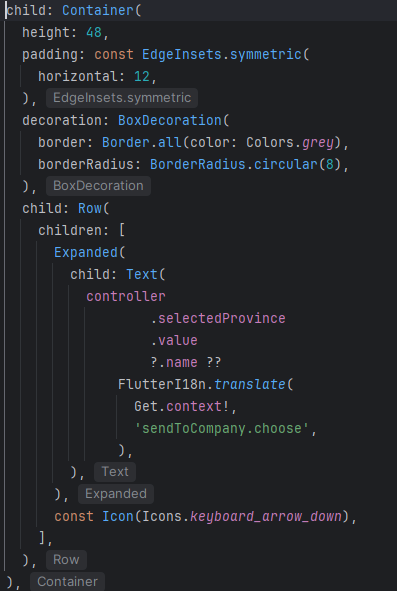 child: Container(
  height: 48,
  padding: const EdgeInsets.symmetric(
    horizontal: 12,
  ), EdgeInsets.symmetric
  decoration: BoxDecoration(
    border: Border.all(color: Colors.grey),
    borderRadius: BorderRadius.circular(8),
  ), BoxDecoration
  child: Row(
    children: [
      Expanded(
        child: Text(
          controller
                  .selectedProvince
                  .value
                  ?.name ??
              FlutterI18n.translate(
                Get.context!,
                'sendToCompany.choose',
              ),
        ), Text
      ), Expanded
      const Icon(Icons.keyboard_arrow_down),
    ],
  ), Row
), Container